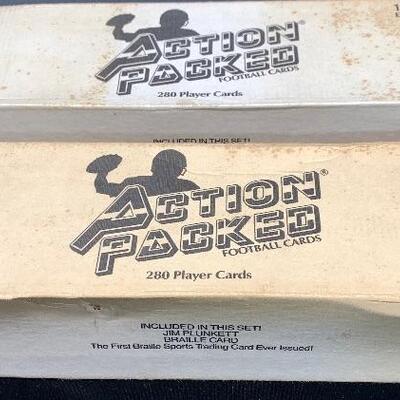 ACTION
PACKED®
FOOTBALL CARDS
280 Player Cards
INCLUDED IN THIS SET!
ACTION®
PACKED
FOOTBALL CARDS
280 Player Cards
INCLUDED IN THIS SET!
JIM PLUNKETT
BRAILLE CARD
The First Braille Sports Trading Card Ever Issued!